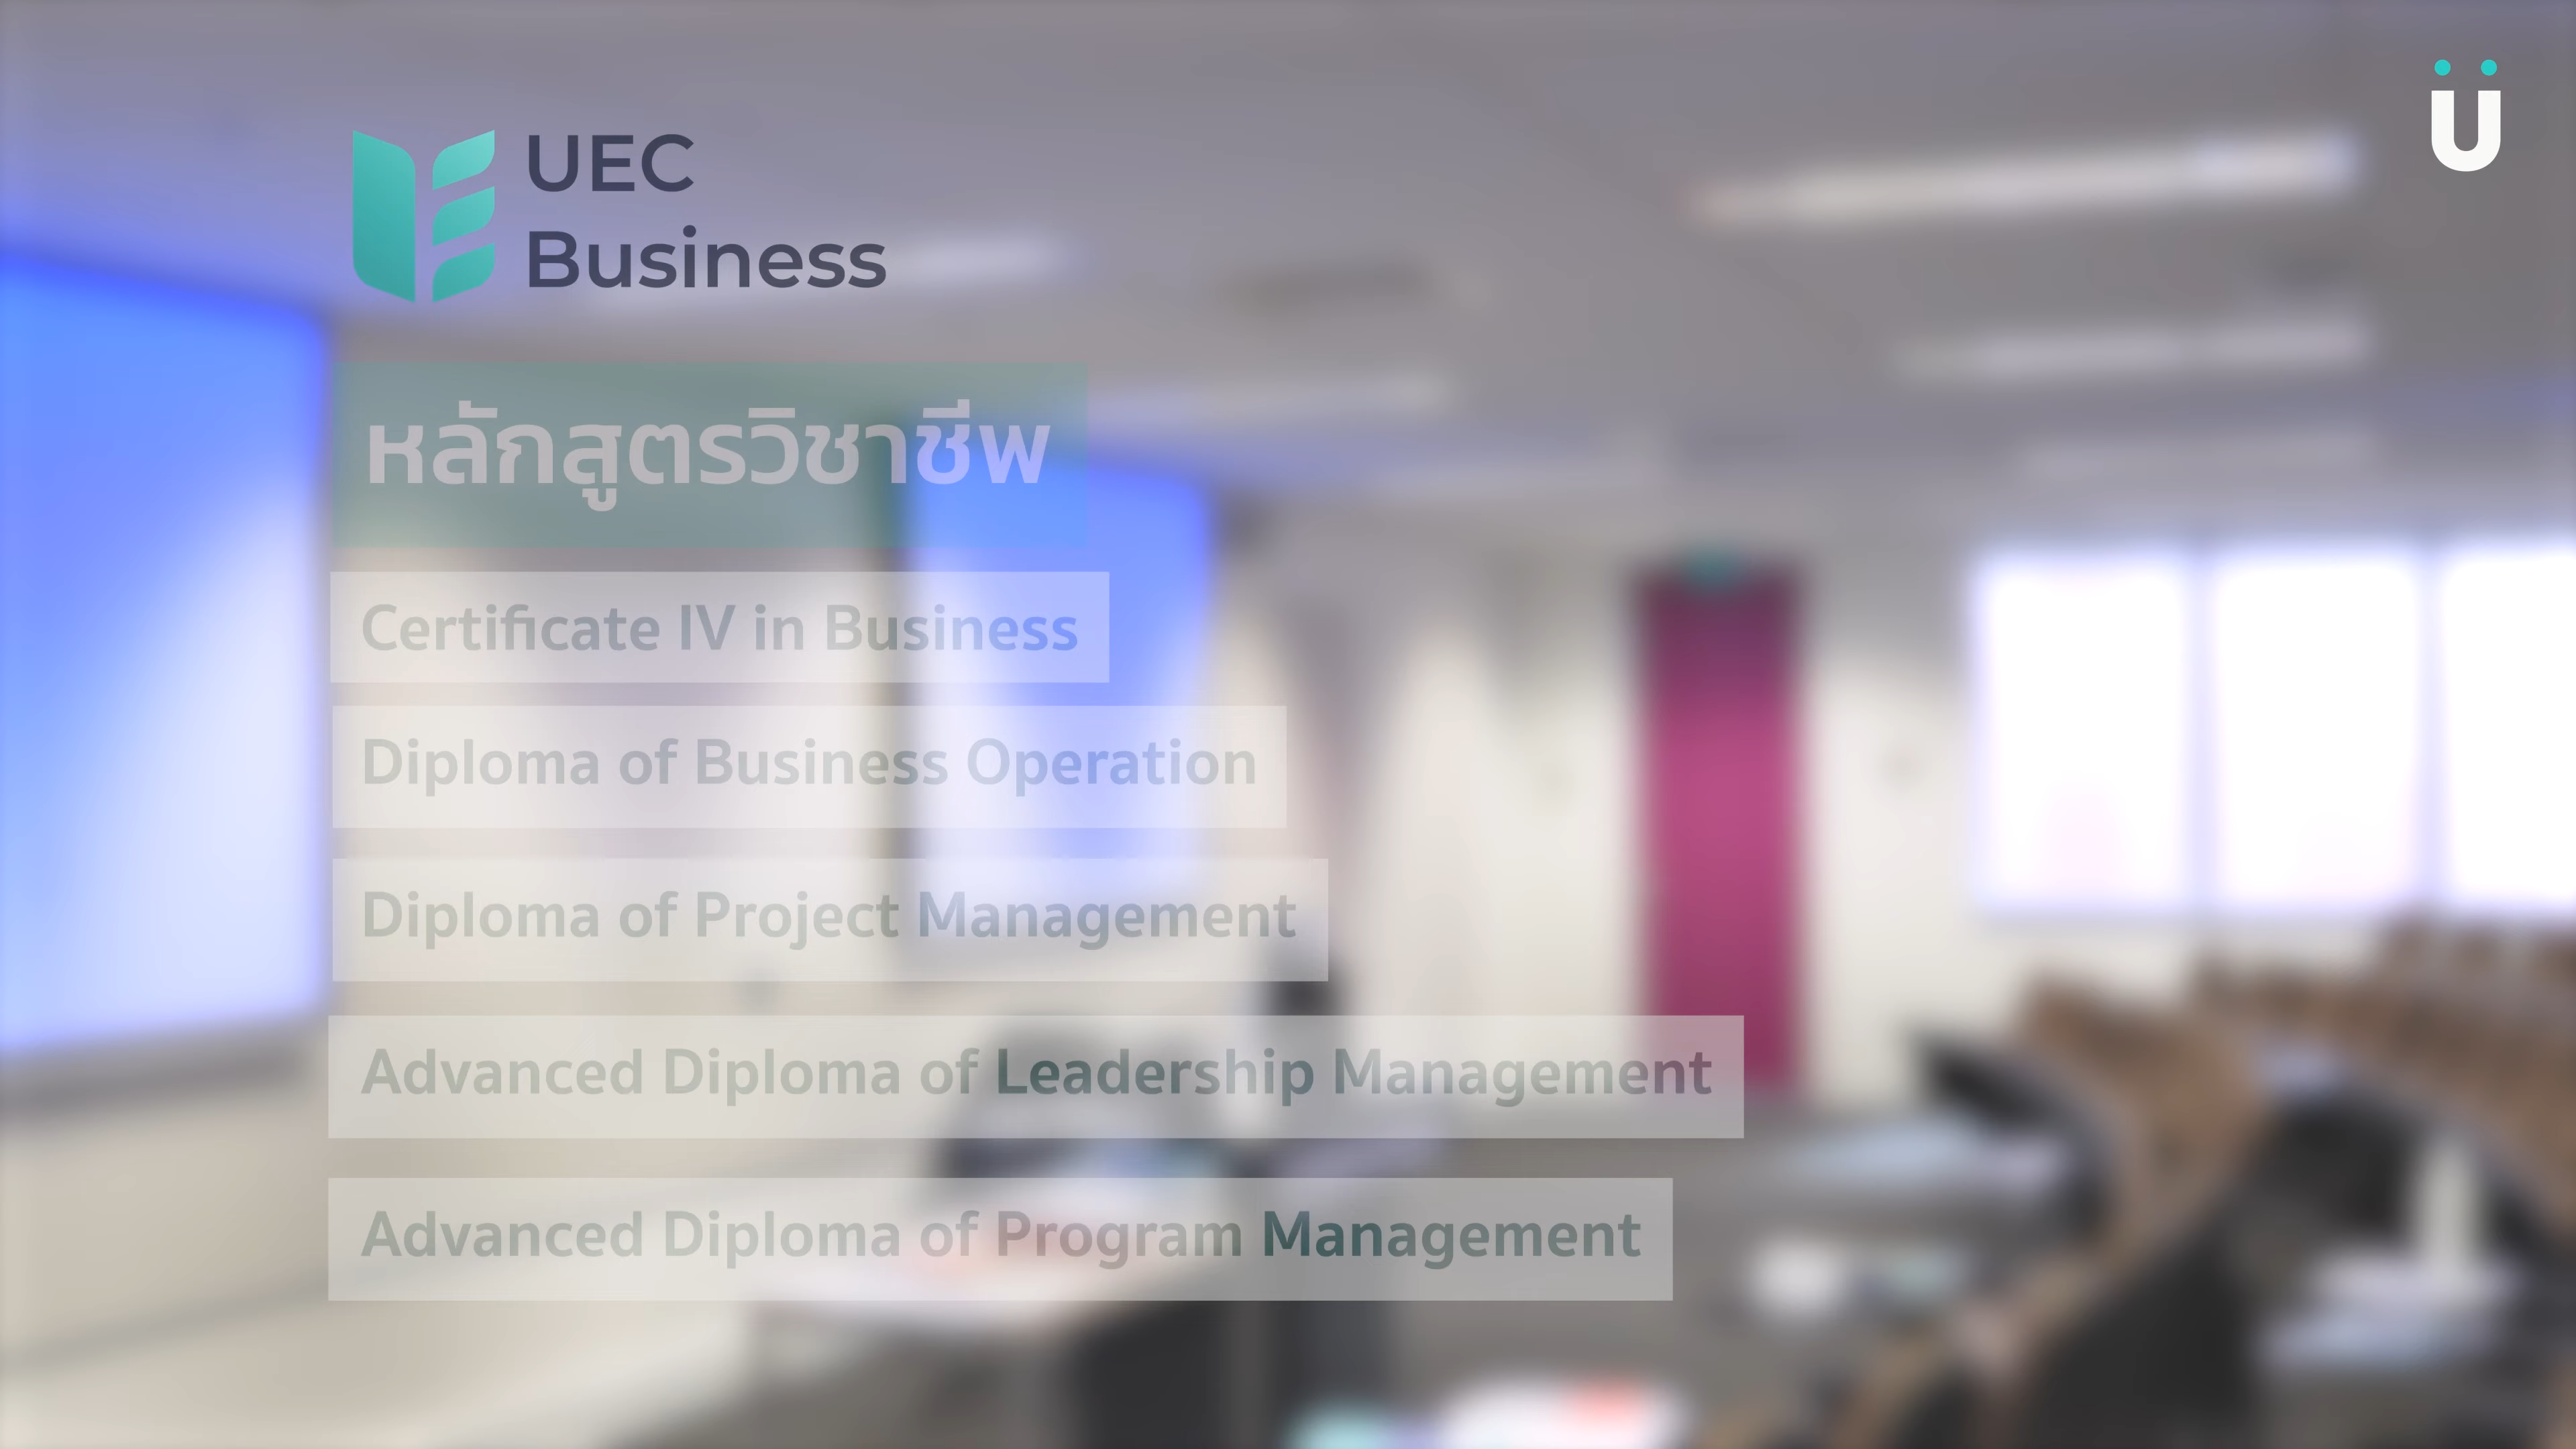 Ü
UEC
Business
หลักสูตรวิชาชีพ
Certificate IV in Business
Diploma of Business Operation
Diploma of Project Management
Advanced Diploma of Leadership Management
Advanced Diploma of Program Management